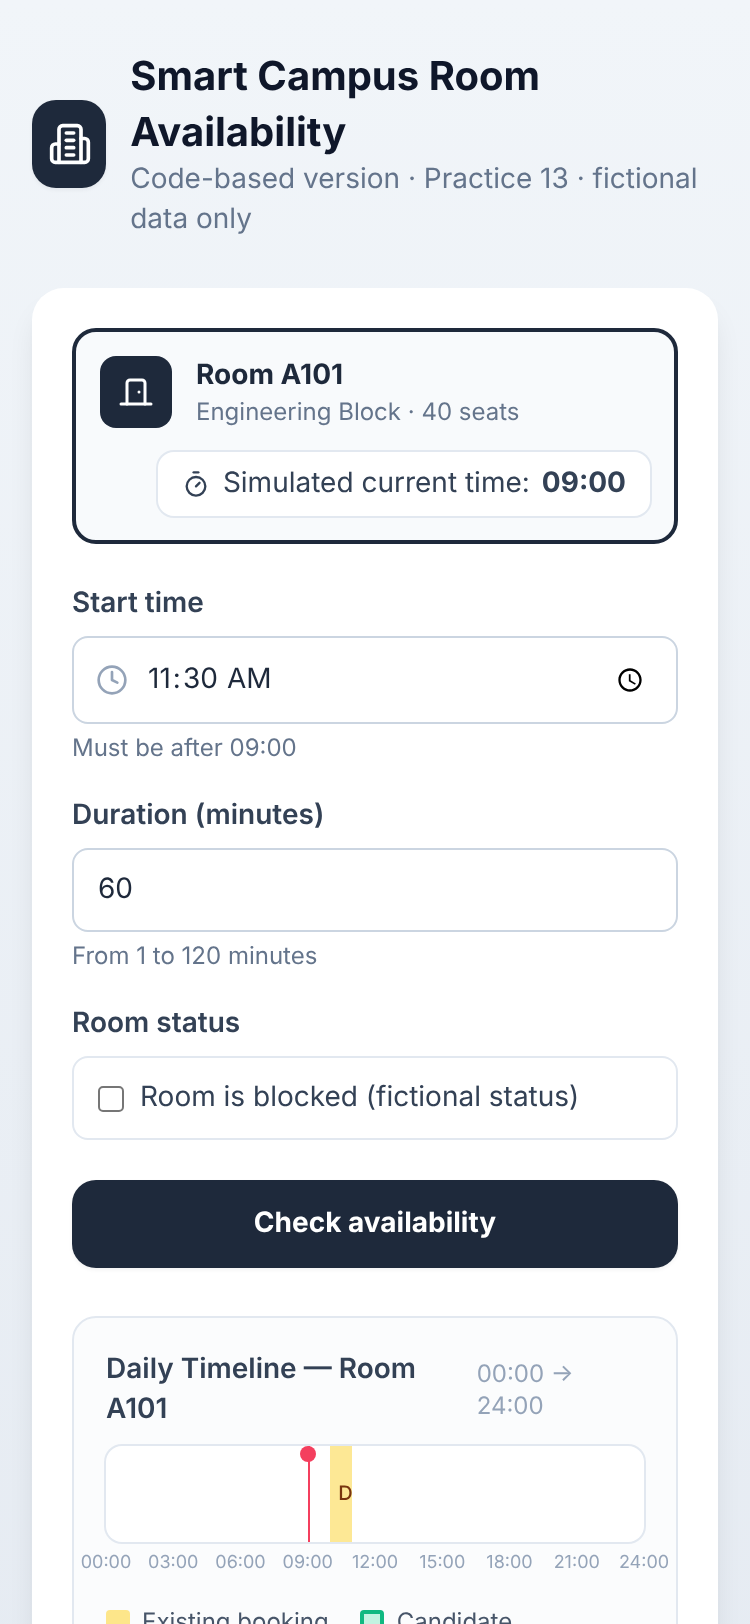 Smart Campus Room
Availability
Code-based version · Practice 13 · fictional
data only
Room A101
Engineering Block · 40 seats
Simulated current time: 09:00
Start time
11:30 AM
Must be after 09:00
Duration (minutes)
60
From 1 to 120 minutes
Room status
Room is blocked (fictional status)
Check availability
Daily Timeline — Room
A101
00:00 →
24:00
D
00:00 03:00 06:00 09:00 12:00 15:00 18:00 21:00 24:00
Existing booking Candidate